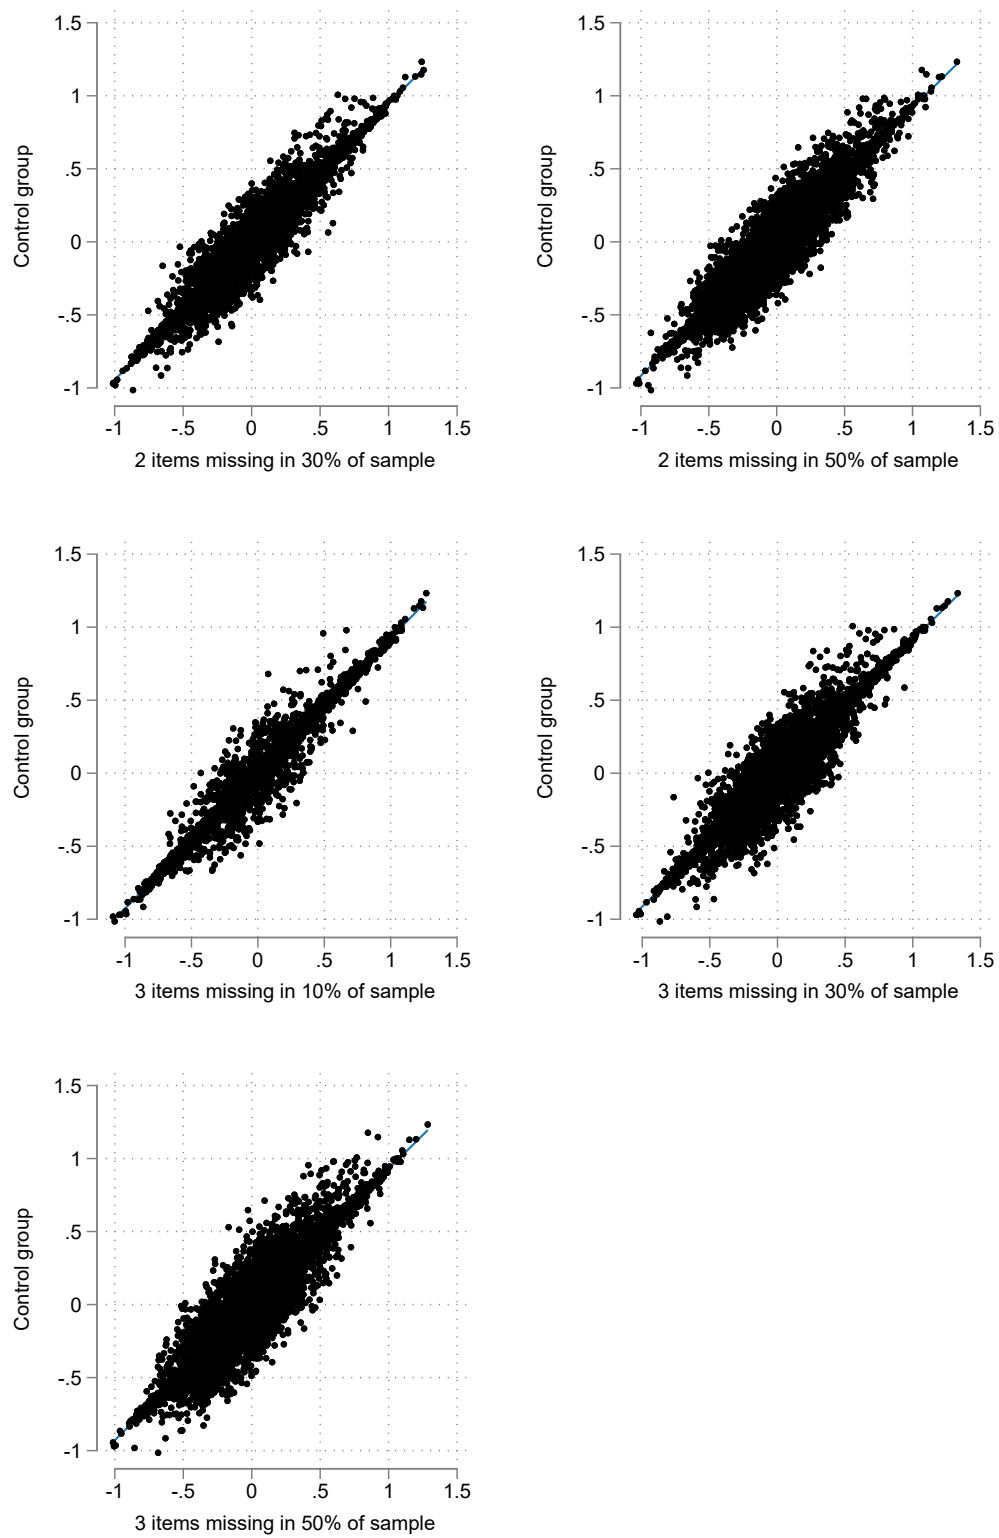 1.5
1
.5
0
-.5
-1
Control group
-1 -.5 0 .5 1 1.5
2 items missing in 30% of sample
1.5
1
.5
0
-.5
-1
Control group
-1 -.5 0 .5 1 1.5
2 items missing in 50% of sample
1.5
1
.5
0
-.5
-1
Control group
-1 -.5 0 .5 1 1.5
3 items missing in 10% of sample
1.5
1
.5
0
-.5
-1
Control group
-1 -.5 0 .5 1 1.5
3 items missing in 30% of sample
1.5
1
.5
0
-.5
-1
Control group
-1 -.5 0 .5 1 1.5
3 items missing in 50% of sample